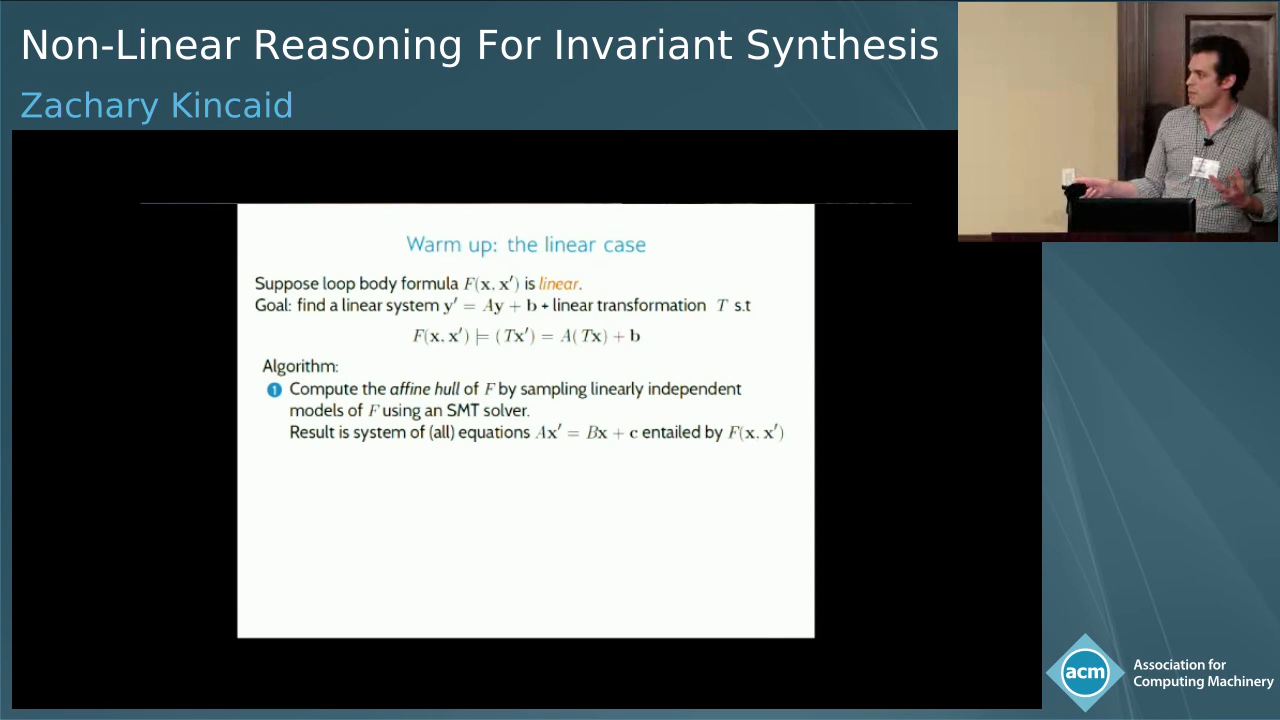 Non-Linear Reasoning For Invariant Synthesis
Zachary Kincaid
Warm up: the linear case
Suppose loop body formula F(x, x′) is linear.
Goal: find a linear system y′ = Ay + b + linear transformation T s.t
F(x, x′) ⊨ (Tx′) = A(Tx) + b
Algorithm:
1 Compute the affine hull of F by sampling linearly independent
models of F using an SMT solver.
Result is system of (all) equations Ax′ = Bx + c entailed by F(x, x′)
acm
Association for
Computing Machinery